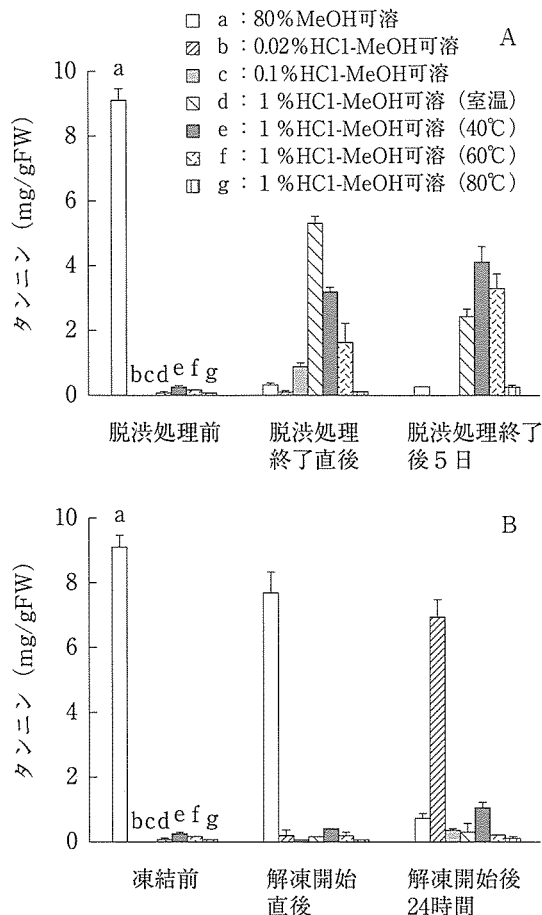 a：80%MeOH可溶
b：0.02%HCl-MeOH可溶
c：0.1%HCl-MeOH可溶
d：1%HCl-MeOH可溶（室温）
e：1%HCl-MeOH可溶（40℃）
f：1%HCl-MeOH可溶（60℃）
g：1%HCl-MeOH可溶（80℃）
A
タンニン（mg/gFW）
10
8
6
4
2
0
a
bcdefg
脱渋処理前
脱渋処理
終了直後
脱渋処理終了
後5日
B
タンニン（mg/gFW）
10
8
6
4
2
0
a
bcdefg
凍結前
解凍開始
直後
解凍開始後
24時間